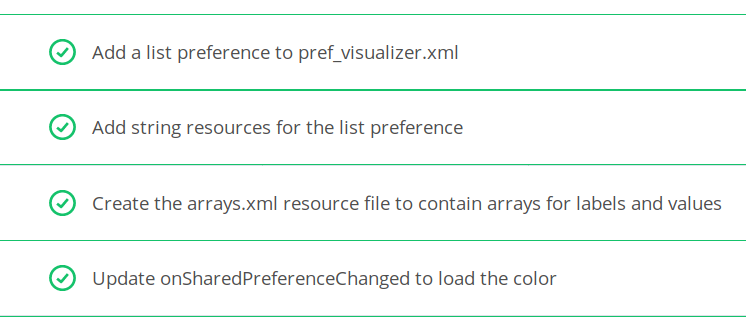 Add a list preference to pref_visualizer.xml
Add string resources for the list preference
Create the arrays.xml resource file to contain arrays for labels and values
Update onSharedPreferenceChanged to load the color